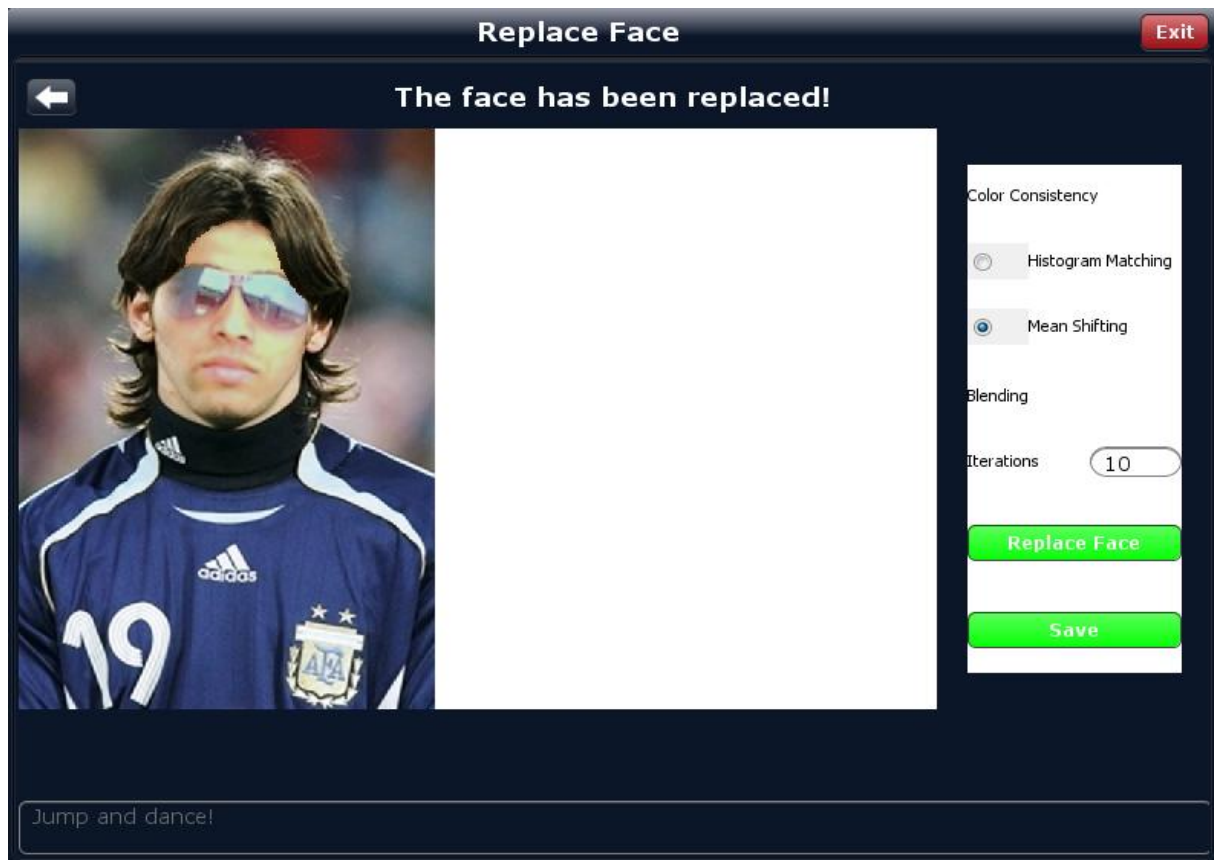 Replace Face
Exit
The face has been replaced!
Color Consistency
Histogram Matching
Mean Shifting
Blending
Iterations 10
Replace Face
Save
adidas
19
AFA
Jump and dance!